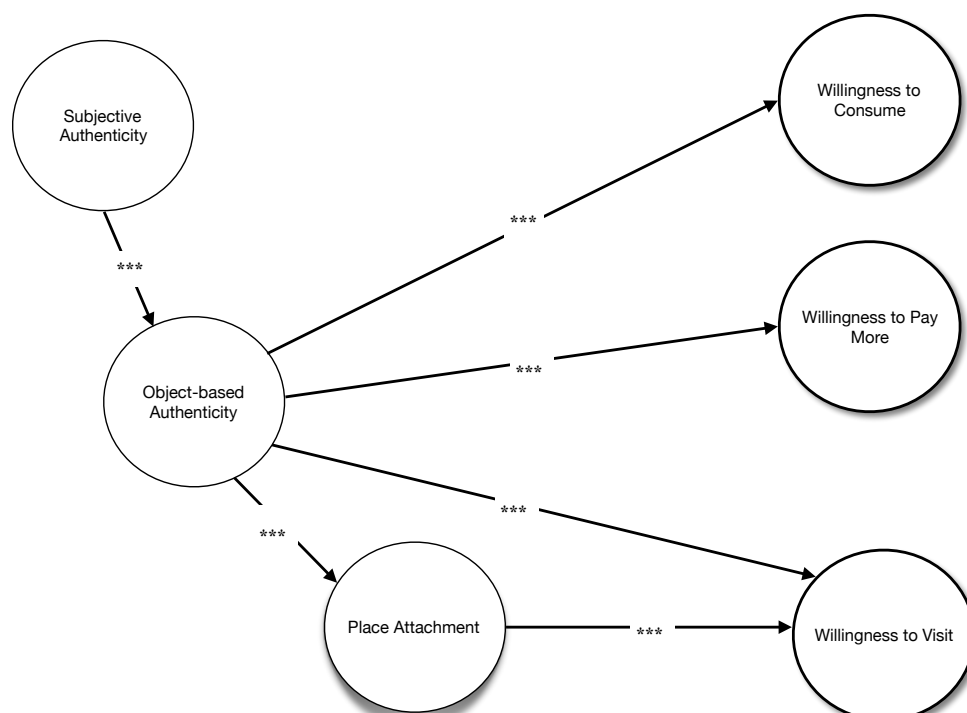 Subjective
Authenticity
Willingness to
Consume
***
***
Willingness to Pay
More
***
Object-based
Authenticity
***
***
Place Attachment
***
Willingness to Visit